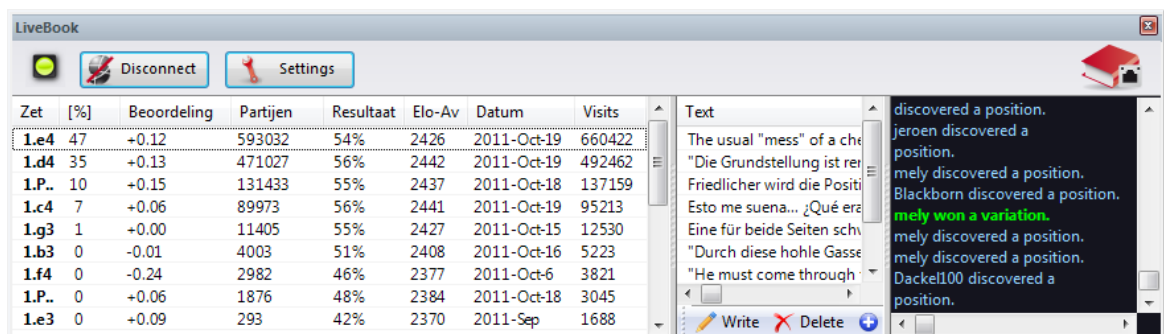 LiveBook
Disconnect Settings
Zet [%] Beoordeling Partijen Resultaat Elo-Av Datum Visits
1.e4 47 +0.12 593032 54% 2426 2011-Oct-19 660422
1.d4 35 +0.13 471027 56% 2442 2011-Oct-19 492462
1.P.. 10 +0.15 131433 55% 2437 2011-Oct-18 137159
1.c4 7 +0.06 89973 56% 2441 2011-Oct-19 95213
1.g3 1 +0.00 11405 55% 2427 2011-Oct-15 12530
1.b3 0 -0.01 4003 51% 2408 2011-Oct-16 5223
1.f4 0 -0.24 2982 46% 2377 2011-Oct-6 3821
1.P.. 0 +0.06 1876 48% 2384 2011-Oct-18 3045
1.e3 0 +0.09 293 42% 2370 2011-Sep 1688
Text
The usual "mess" of a che
"Die Grundstellung ist rer
Friedlicher wird die Positi
Esto me suena... ¿Qué era
Eine für beide Seiten schw
"Durch diese hohle Gasse
"He must come through
Write Delete
discovered a position.
jeroen discovered a
position.
mely discovered a position.
Blackborn discovered a position.
mely won a variation.
mely discovered a position.
mely discovered a position.
Dackel100 discovered a
position.